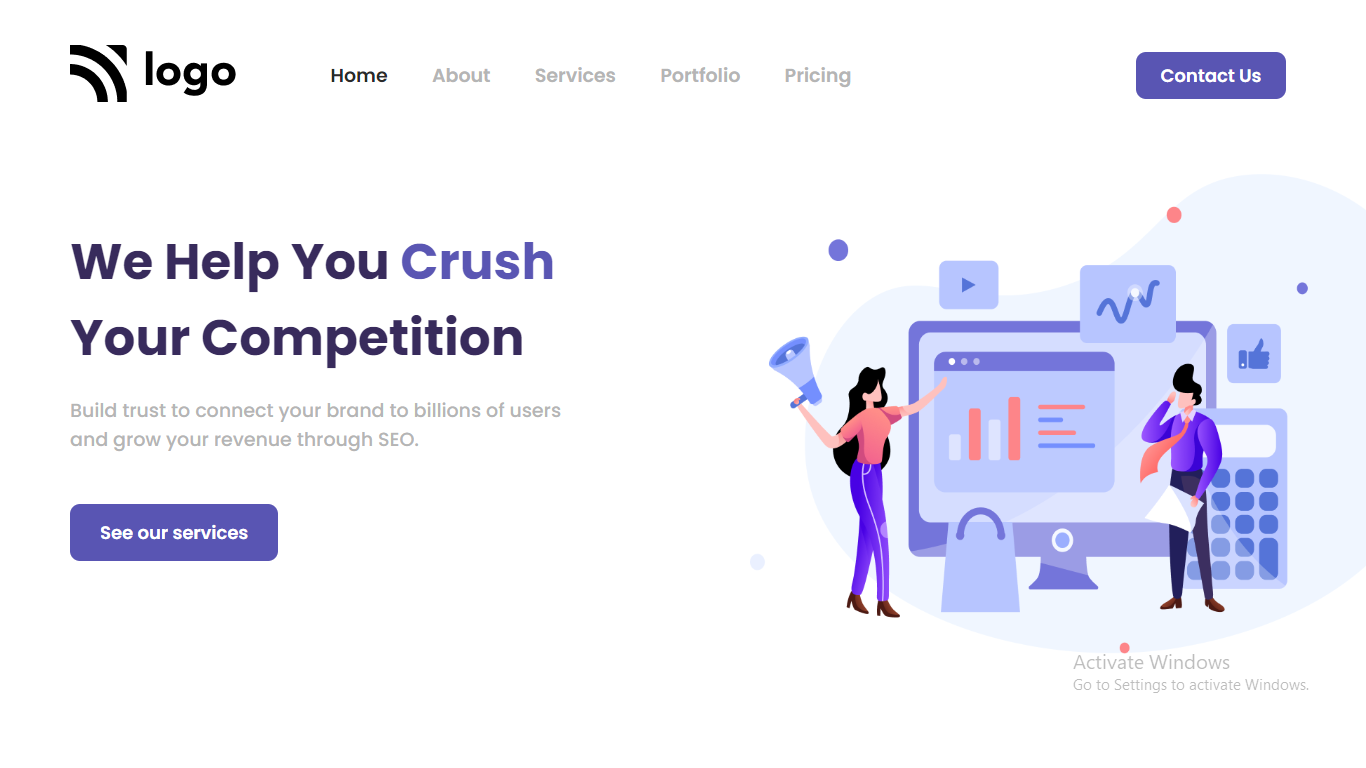 logo
Home About Services Portfolio Pricing
Contact Us
We Help You Crush
Your Competition
Build trust to connect your brand to billions of users
and grow your revenue through SEO.
See our services
Activate Windows
Go to Settings to activate Windows.